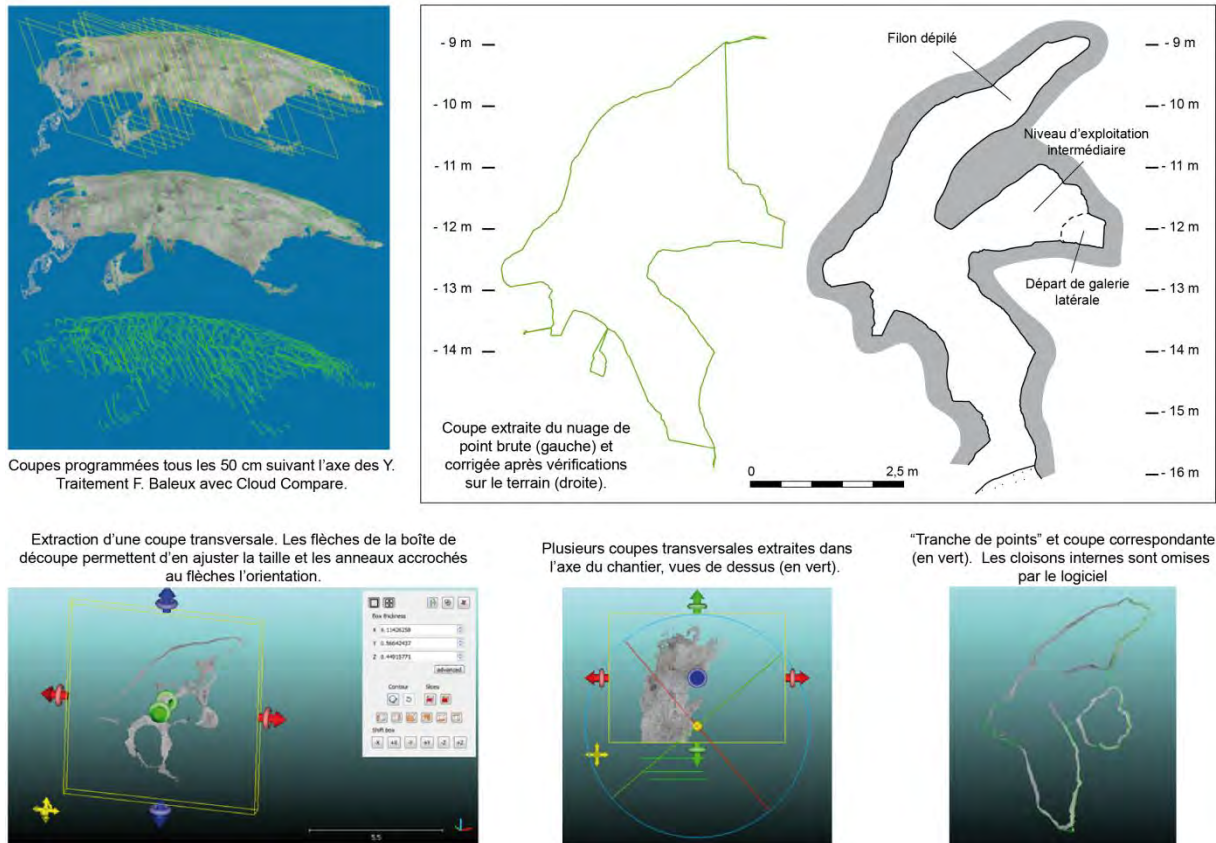 - 9 m
- 10 m
- 11 m
- 12 m
- 13 m
- 14 m
Coupe extraite du nuage de
point brute (gauche) et
corrigée après vérifications
sur le terrain (droite).
0
2,5 m
Filon dépilé
Niveau d'exploitation
intermédiaire
Départ de galerie
latérale
- 9 m
- 10 m
- 11 m
- 12 m
- 13 m
- 14 m
- 15 m
- 16 m
Coupes programmées tous les 50 cm suivant l'axe des Y.
Traitement F. Baleux avec Cloud Compare.
Extraction d'une coupe transversale. Les flèches de la boîte de
découpe permettent d'en ajuster la taille et les anneaux accrochés
au flèches l'orientation.
Box thickness
X
Y
Z
advanced
Contour Slices
Shift box
-X +X -Y +Y -Z +Z
5.5
Plusieurs coupes transversales extraites dans
l'axe du chantier, vues de dessus (en vert).
"Tranche de points" et coupe correspondante
(en vert). Les cloisons internes sont omises
par le logiciel